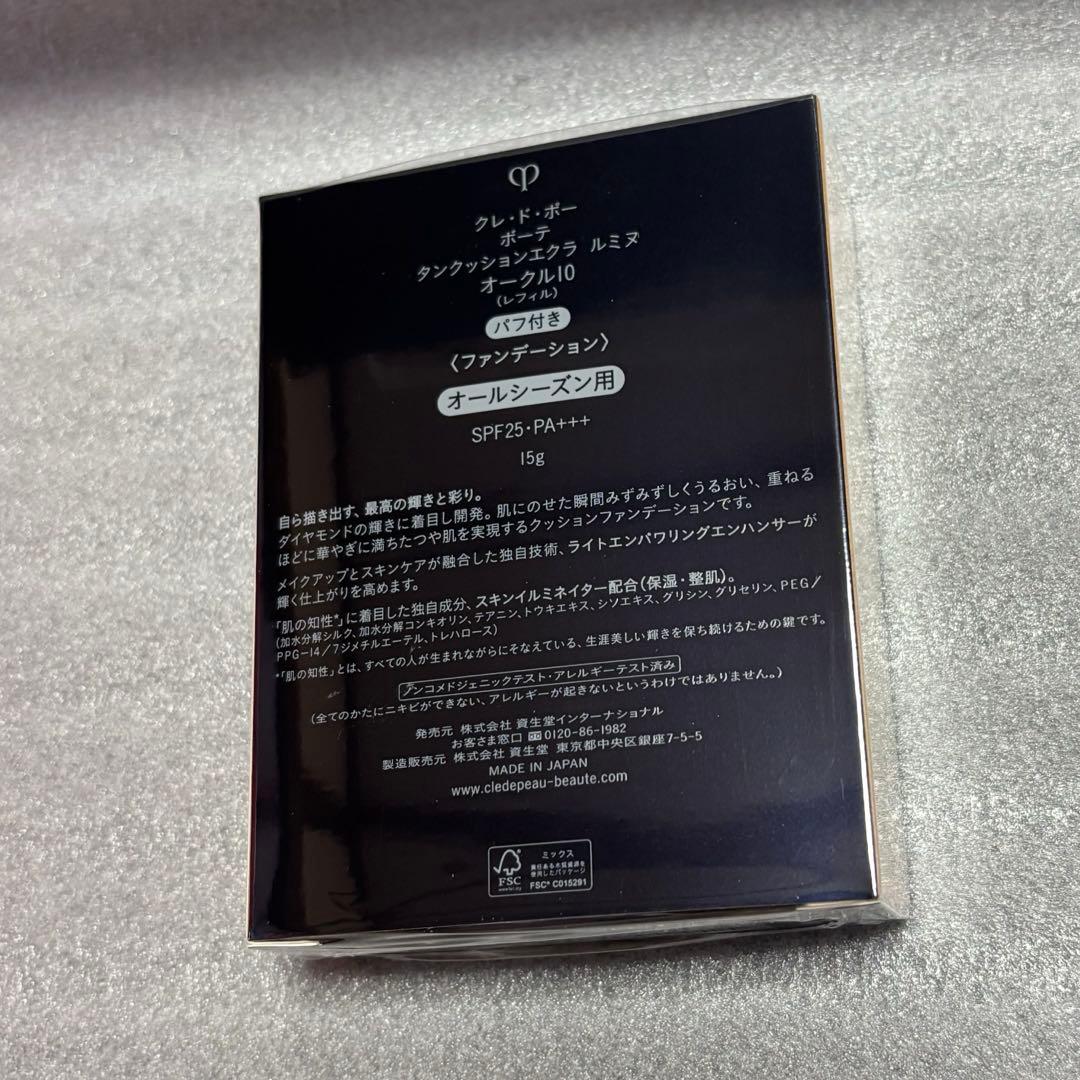 クレ・ド・ポー
ボーテ
タンクッションエクラ ルミヌ
オークル10
(レフィル)
パフ付き
〈ファンデーション〉
オールシーズン用
SPF25・PA+++
15g
自ら描き出す、最高の輝きと彩り。
ダイヤモンドの輝きに着目し開発。肌にのせた瞬間みずみずしくうるおい、重ねる
ほどに華やぎに満ちたつや肌を実現するクッションファンデーションです。
メイクアップとスキンケアが融合した独自技術、ライトエンパワリングエンハンサーが
輝く仕上がりを高めます。
「肌の知性*」に着目した独自成分、スキンイルミネイター配合(保湿・整肌)。
(加水分解シルク、加水分解コンキオリン、テアニン、トウキエキス、シソエキス、グリシン、グリセリン、PEG/
PPG-14/7ジメチルエーテル、トレハロース)
*「肌の知性」とは、すべての人が生まれながらにそなえている、生涯美しい輝きを保ち続けるための鍵です。
ノンコメドジェニックテスト・アレルギーテスト済み
(全てのかたにニキビができない、アレルギーが起きないというわけではありません。)
発売元 株式会社 資生堂インターナショナル
お客さま窓口 0120-86-1982
製造販売元 株式会社 資生堂 東京都中央区銀座7-5-5
MADE IN JAPAN
www.cledepeau-beaute.com
ミックス
責任ある木質資源を
使用したパッケージ
FSC
www.fsc.org
FSC® C015291